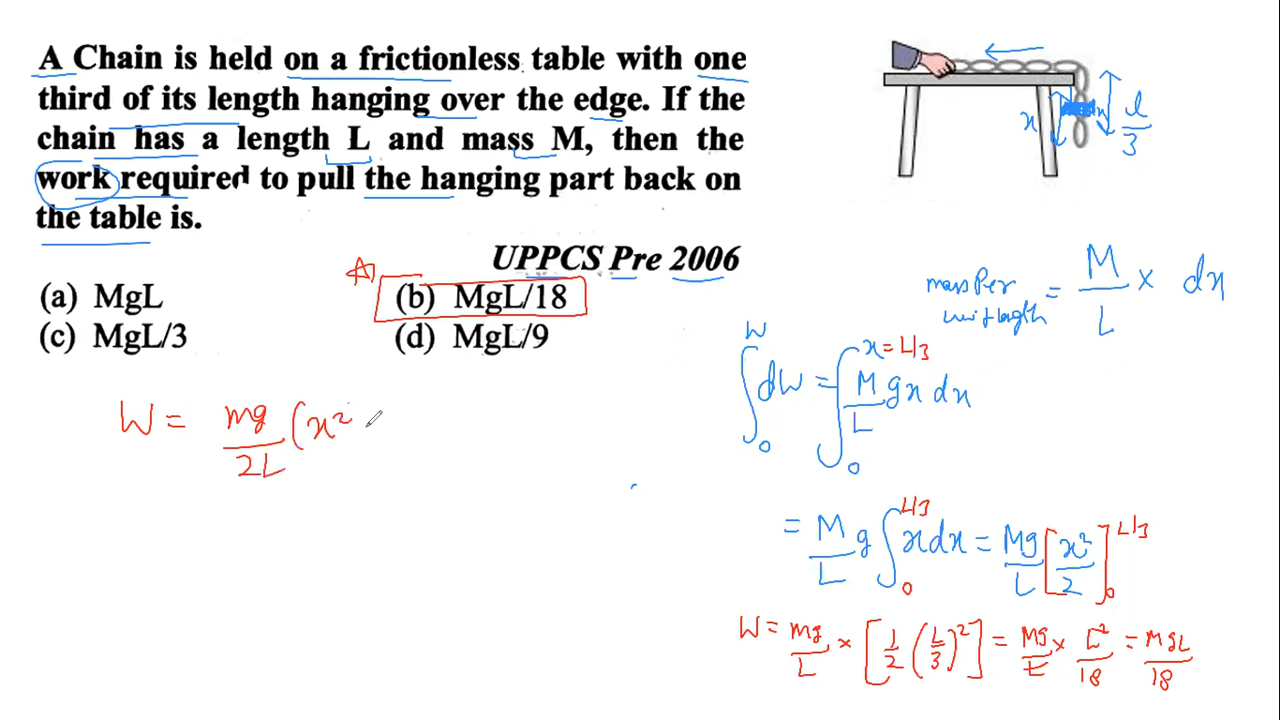 A Chain is held on a frictionless table with one
third of its length hanging over the edge. If the
chain has a length L and mass M, then the
work required to pull the hanging part back on
the table is.
UPPCS Pre 2006
(a) MgL
(b) MgL/18
(c) MgL/3
(d) MgL/9
x
l/3
mass Per unit length = M/L × dx
∫₀ᵂ dW = ∫₀^(x = L/3) M/L gx dx
= M/L g ∫₀^(L/3) x dx = Mg/L [x²/2]₀^(L/3)
W = mg/L × [1/2 (L/3)²] = Mg/L × L²/18 = MgL/18
W = mg/2L (x²